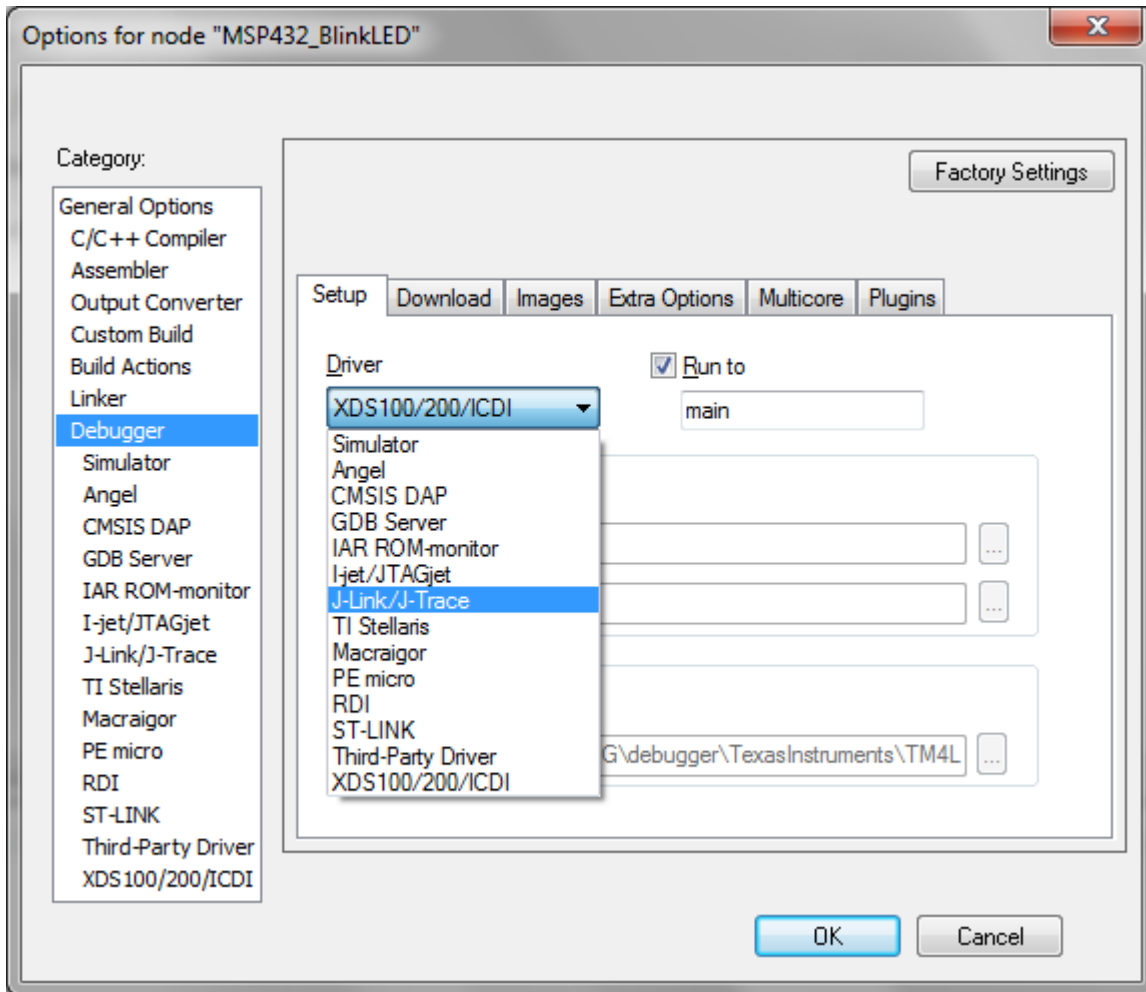 Options for node "MSP432_BlinkLED"
Category:
General Options
C/C++ Compiler
Assembler
Output Converter
Custom Build
Build Actions
Linker
Debugger
Simulator
Angel
CMSIS DAP
GDB Server
IAR ROM-monitor
I-jet/JTAGjet
J-Link/J-Trace
TI Stellaris
Macraigor
PE micro
RDI
ST-LINK
Third-Party Driver
XDS100/200/ICDI
Factory Settings
Setup Download Images Extra Options Multicore Plugins
Driver
Run to
XDS100/200/ICDI
main
Simulator
Angel
CMSIS DAP
GDB Server
IAR ROM-monitor
I-jet/JTAGjet
J-Link/J-Trace
TI Stellaris
Macraigor
PE micro
RDI
ST-LINK
Third-Party Driver
XDS100/200/ICDI
...
...
G\debugger\TexasInstruments\TM4L
...
OK Cancel